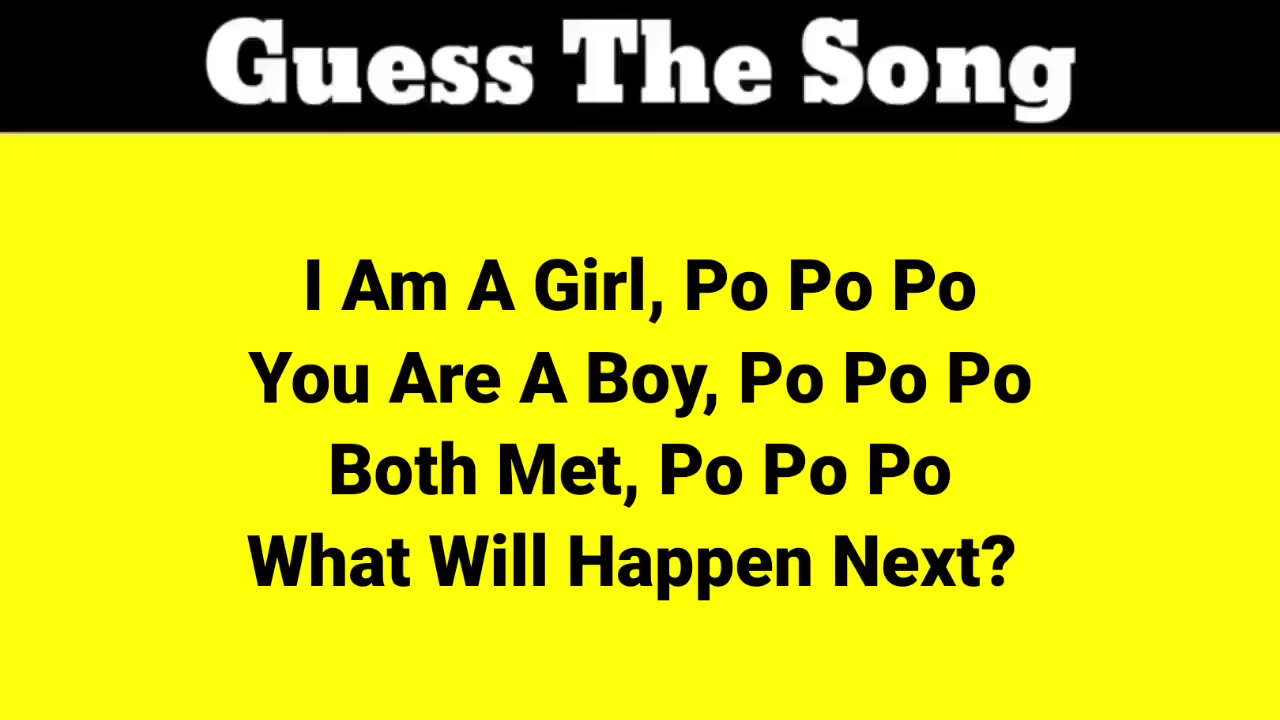 Guess The Song
I Am A Girl, Po Po Po
You Are A Boy, Po Po Po
Both Met, Po Po Po
What Will Happen Next?